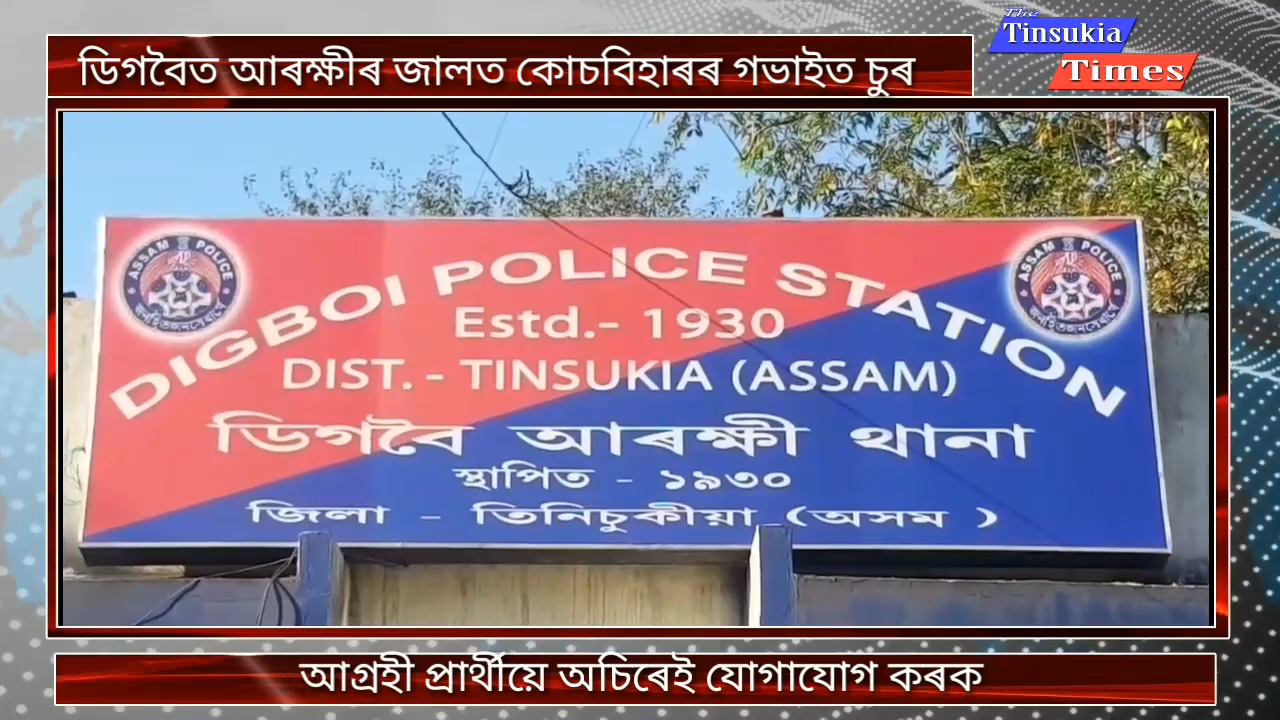 The
Tinsukia
Times
ডিগবৈত আৰক্ষীৰ জালত কোচবিহাৰৰ গভাইত চুৰ
ASSAM POLICE
ASSAM POLICE
DIGBOI POLICE STATION
Estd.- 1930
DIST. - TINSUKIA (ASSAM)
ডিগবৈ আৰক্ষী থানা
স্থাপিত - ১৯৩০
জিলা - তিনিচুকীয়া (অসম )
আগ্ৰহী প্ৰাৰ্থীয়ে অচিৰেই যোগাযোগ কৰক